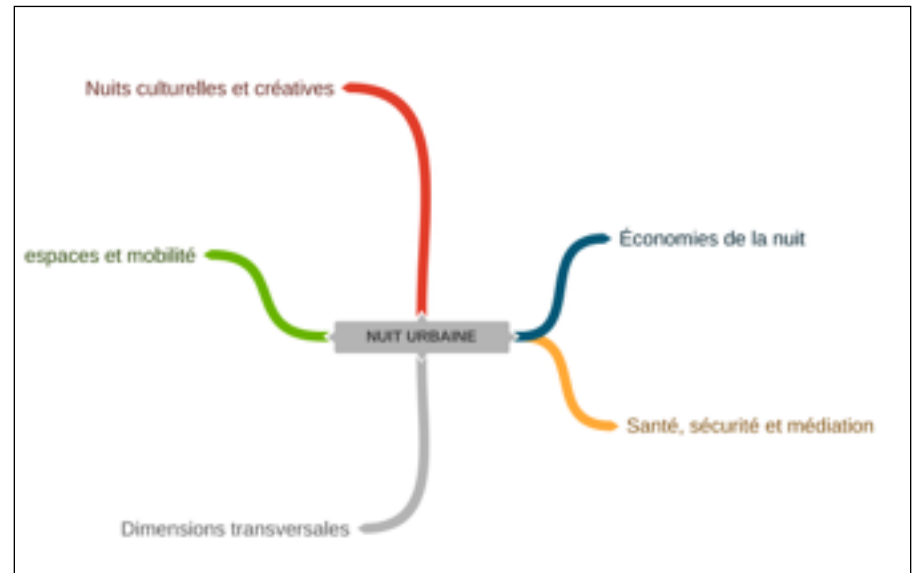 Nuits culturelles et créatives
Économies de la nuit
espaces et mobilité
NUIT URBAINE
Santé, sécurité et médiation
Dimensions transversales